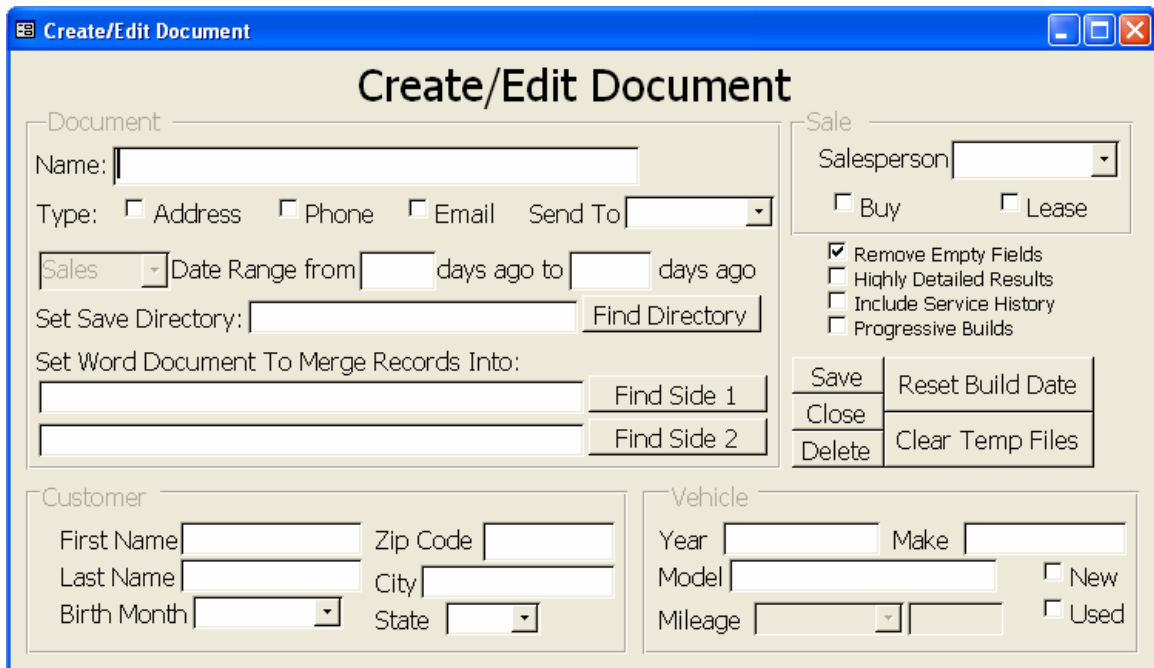 Create/Edit Document
Create/Edit Document
Document
Name:
Type: Address Phone Email Send To
Sales Date Range from days ago to days ago
Set Save Directory: Find Directory
Set Word Document To Merge Records Into:
Find Side 1
Find Side 2
Sale
Salesperson
Buy Lease
Remove Empty Fields
Highly Detailed Results
Include Service History
Progressive Builds
Save
Close
Delete
Reset Build Date
Clear Temp Files
Customer
First Name Zip Code
Last Name City
Birth Month State
Vehicle
Year Make
Model New
Mileage Used